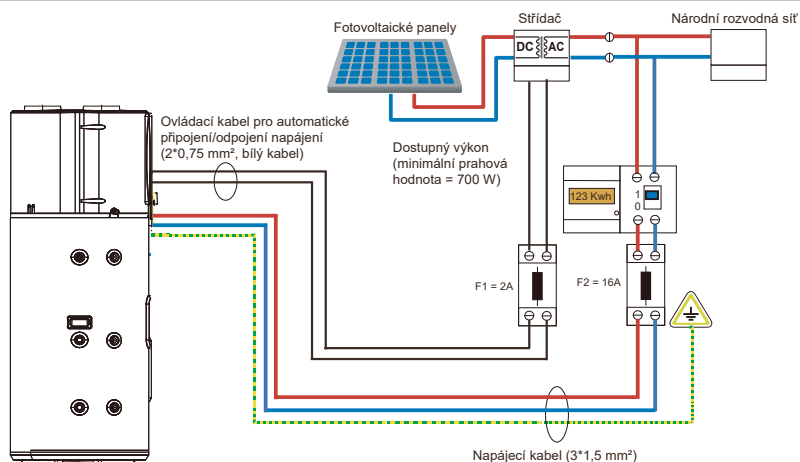 Fotovoltaické panely
Střídač
Národní rozvodná síť
DC
AC
Ovládací kabel pro automatické
připojení/odpojení napájení
(2*0,75 mm², bílý kabel)
Dostupný výkon
(minimální prahová
hodnota = 700 W)
123 Kwh
1
0
F1 = 2A
F2 = 16A
Napájecí kabel (3*1,5 mm²)